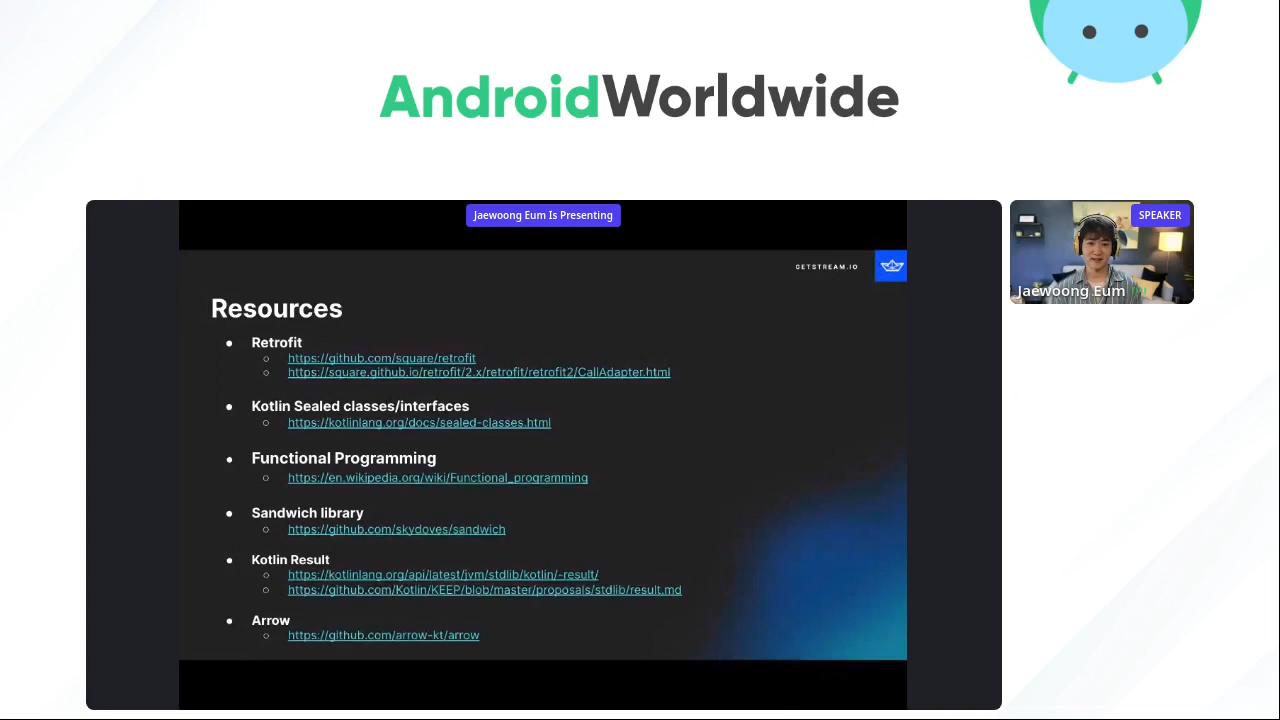 AndroidWorldwide
Jaewoong Eum Is Presenting
SPEAKER
Jaewoong Eum
GETSTREAM.IO
Resources
● Retrofit
○ https://github.com/square/retrofit
○ https://square.github.io/retrofit/2.x/retrofit/retrofit2/CallAdapter.html
● Kotlin Sealed classes/interfaces
○ https://kotlinlang.org/docs/sealed-classes.html
● Functional Programming
○ https://en.wikipedia.org/wiki/Functional_programming
● Sandwich library
○ https://github.com/skydoves/sandwich
● Kotlin Result
○ https://kotlinlang.org/api/latest/jvm/stdlib/kotlin/-result/
○ https://github.com/Kotlin/KEEP/blob/master/proposals/stdlib/result.md
● Arrow
○ https://github.com/arrow-kt/arrow